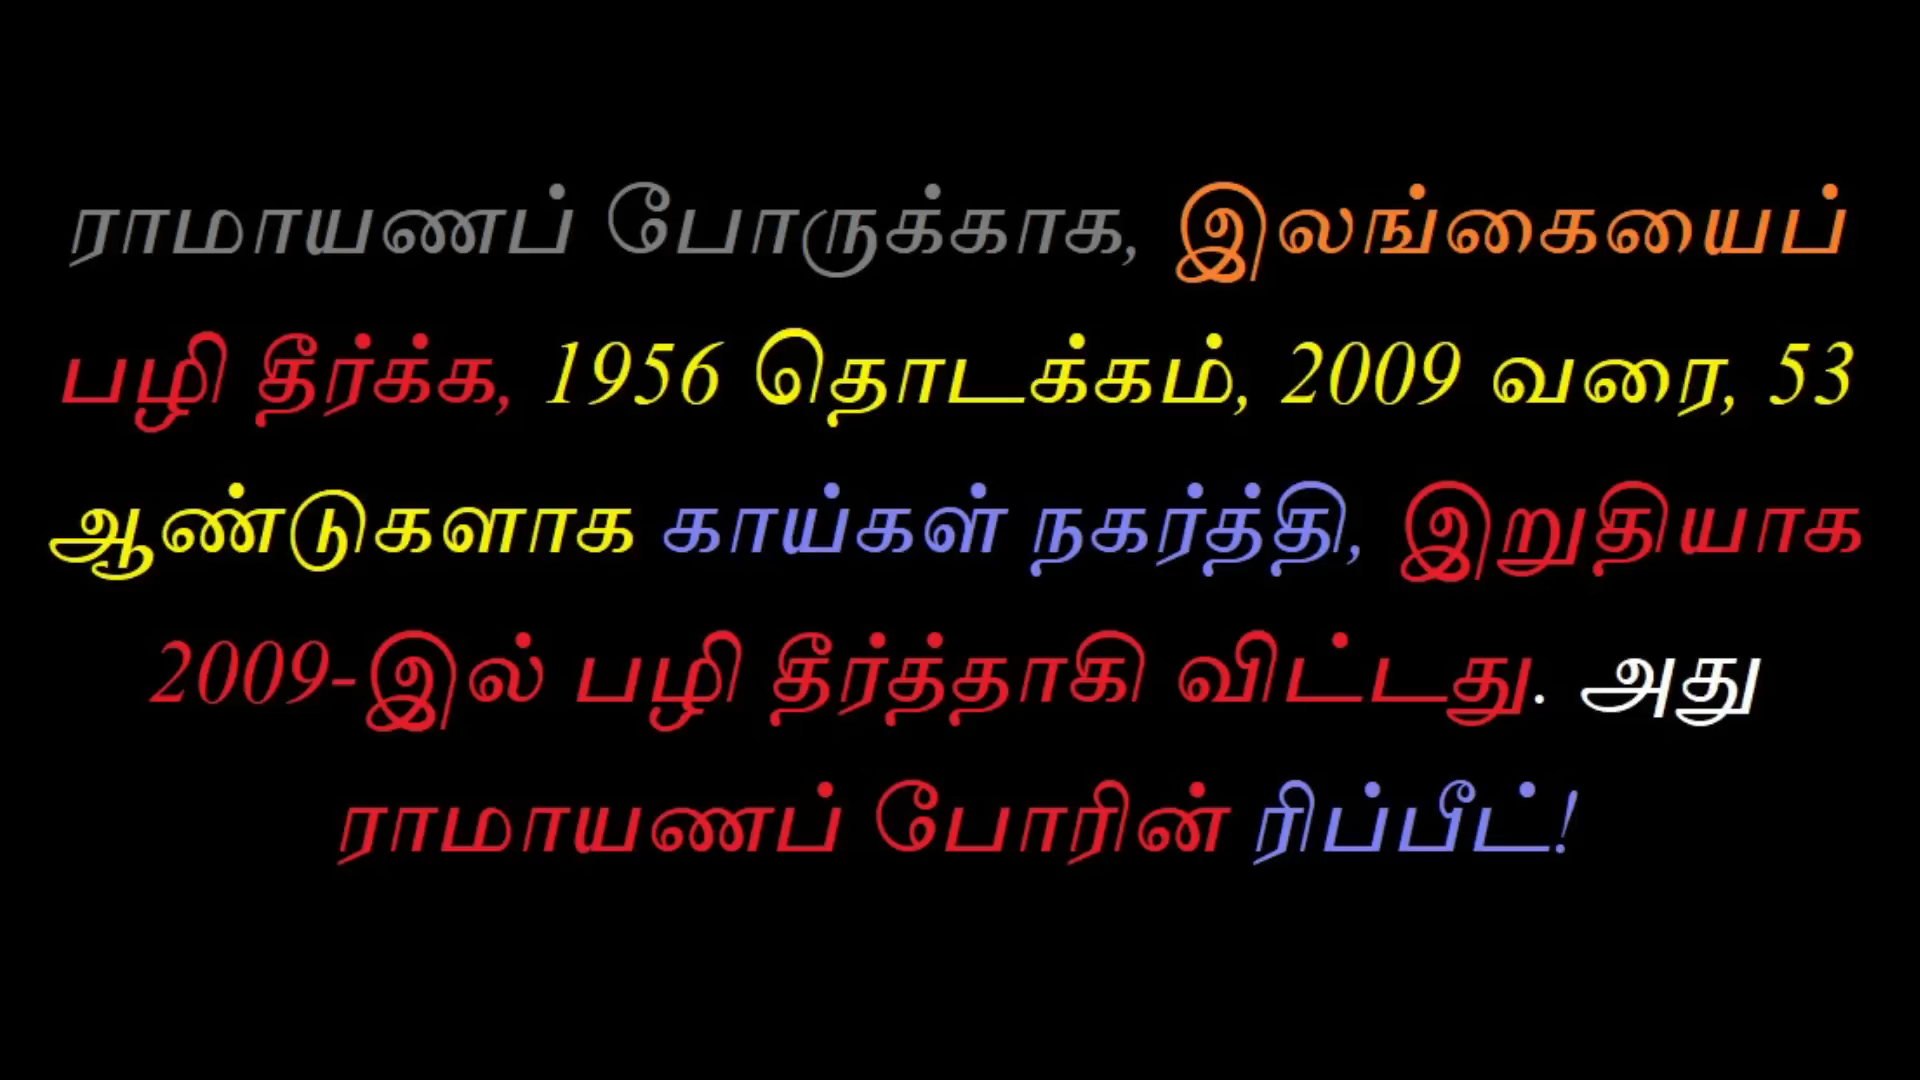 ராமாயணப் போருக்காக, இலங்கையைப்
பழி தீர்க்க, 1956 தொடக்கம், 2009 வரை, 53
ஆண்டுகளாக காய்கள் நகர்த்தி, இறுதியாக
2009-இல் பழி தீர்த்தாகி விட்டது. அது
ராமாயணப் போரின் ரிப்பீட்!